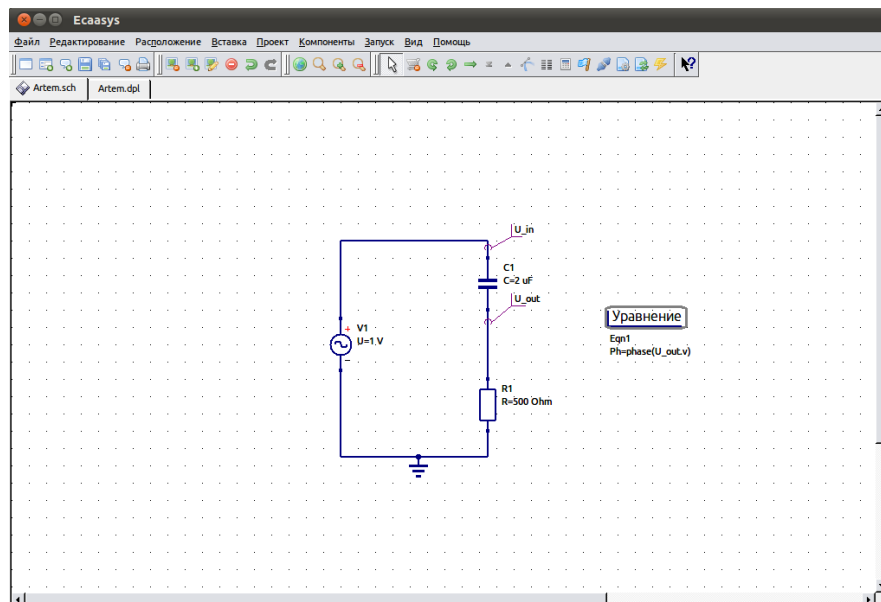 Ecaasys
Файл Редактирование Расположение Вставка Проект Компоненты Запуск Вид Помощь
Artem.sch Artem.dpl
U_in
C1
C=2 uF
U_out
V1
U=1 V
Уравнение
Eqn1
Ph=phase(U_out.v)
R1
R=500 Ohm